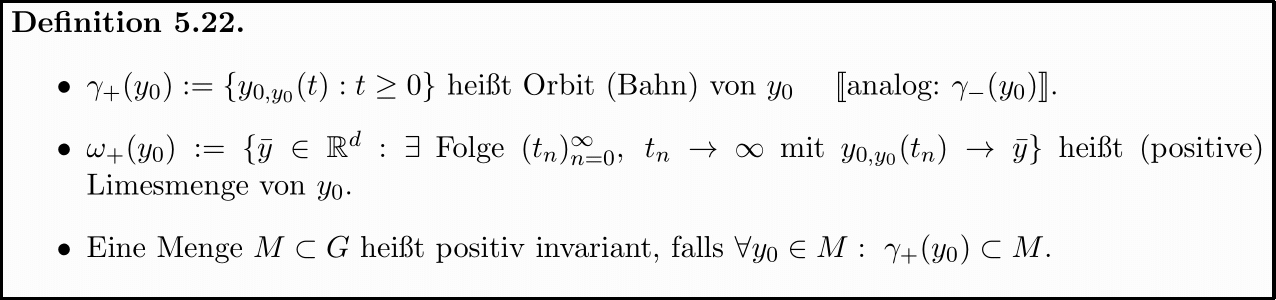 Definition 5.22.
• γ₊(y₀) := {y₀,y₀(t) : t ≥ 0} heißt Orbit (Bahn) von y₀ ⟦analog: γ₋(y₀)⟧.
• ω₊(y₀) := {ȳ ∈ ℝᵈ : ∃ Folge (tₙ)ₙ₌₀^∞, tₙ → ∞ mit y₀,y₀(tₙ) → ȳ} heißt (positive)
Limesmenge von y₀.
• Eine Menge M ⊂ G heißt positiv invariant, falls ∀y₀ ∈ M : γ₊(y₀) ⊂ M.